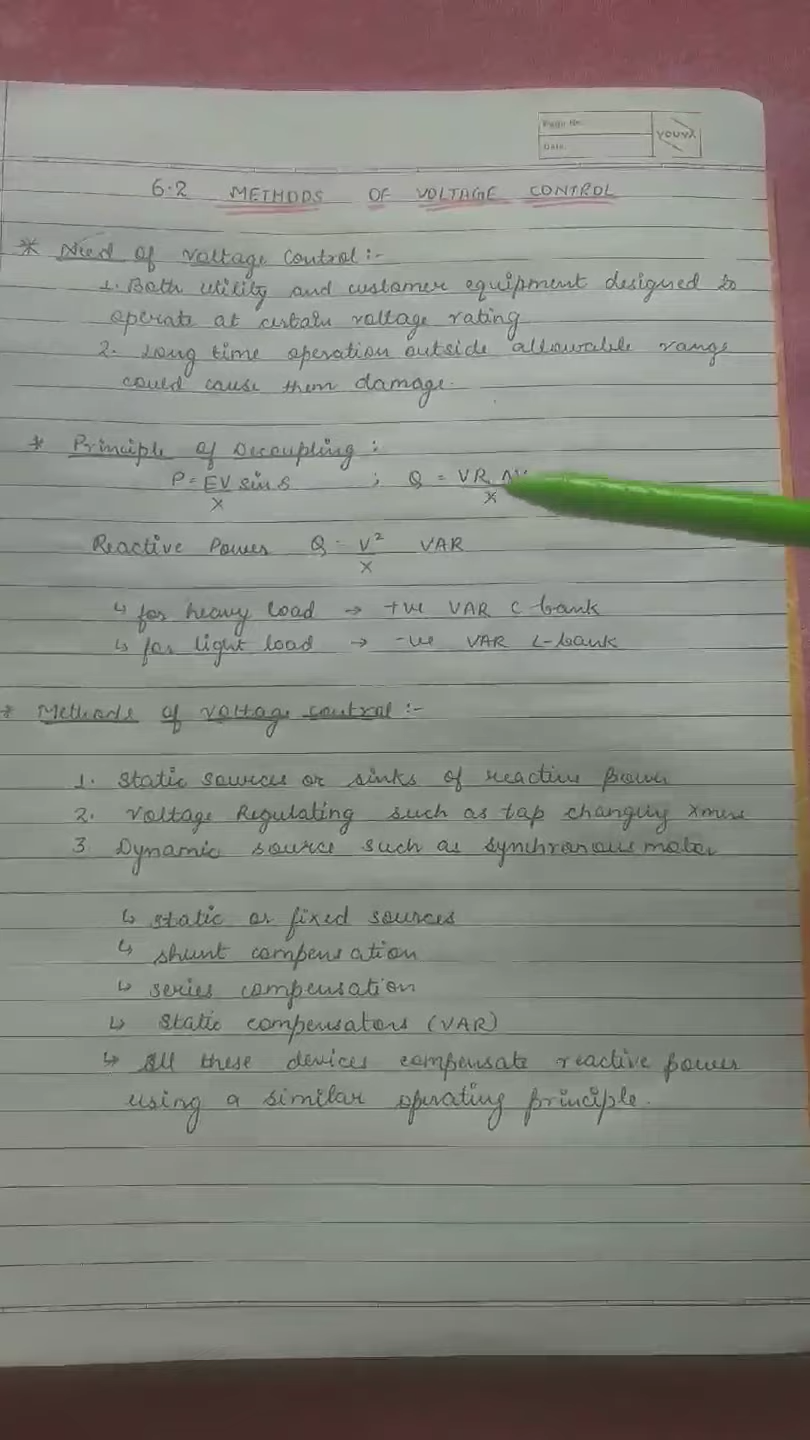 Page No.
Date:
YOUVA
6.2 METHODS OF VOLTAGE CONTROL
* Need of Voltage Control :-
1. Both utility and customer equipment designed to
operate at certain voltage rating
2. Long time operation outside allowable range
could cause them damage.
* Principle of Decoupling :
P = EV/X sin δ ; Q = VR
X
Reactive Power Q = V²/X VAR
↳ for heavy load → +ve VAR C-bank
↳ for light load → -ve VAR L-bank
* Methods of voltage control :-
1. Static sources or sinks of reactive power
2. Voltage Regulating such as tap changing Xmers
3 Dynamic source such as synchronous motor
↳ static or fixed sources
↳ shunt compensation
↳ series compensation
↳ static compensators (VAR)
↳ All these devices compensate reactive power
using a similar operating principle.